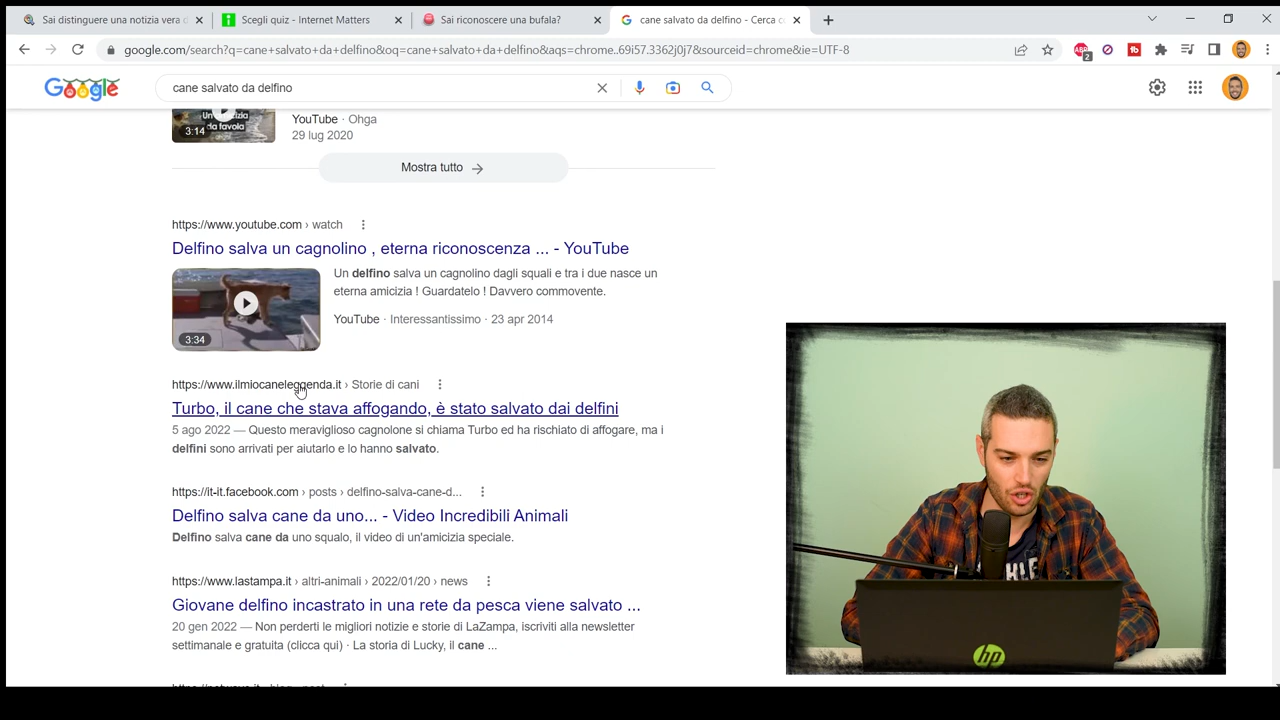 Sai distinguere una notizia vera d
Scegli quiz - Internet Matters
Sai riconoscere una bufala?
cane salvato da delfino - Cerca c
google.com/search?q=cane+salvato+da+delfino&oq=cane+salvato+da+delfino&aqs=chrome..69i57.3362j0j7&sourceid=chrome&ie=UTF-8
2
Google
cane salvato da delfino
Un'amicizia
da favola
3:14
YouTube · Ohga
29 lug 2020
Mostra tutto
https://www.youtube.com › watch
Delfino salva un cagnolino , eterna riconoscenza ... - YouTube
Un delfino salva un cagnolino dagli squali e tra i due nasce un
eterna amicizia ! Guardatelo ! Davvero commovente.
YouTube · Interessantissimo · 23 apr 2014
3:34
https://www.ilmiocaneleggenda.it › Storie di cani
Turbo, il cane che stava affogando, è stato salvato dai delfini
5 ago 2022 — Questo meraviglioso cagnolone si chiama Turbo ed ha rischiato di affogare, ma i
delfini sono arrivati per aiutarlo e lo hanno salvato.
https://it-it.facebook.com › posts › delfino-salva-cane-d...
Delfino salva cane da uno... - Video Incredibili Animali
Delfino salva cane da uno squalo, il video di un'amicizia speciale.
https://www.lastampa.it › altri-animali › 2022/01/20 › news
Giovane delfino incastrato in una rete da pesca viene salvato ...
20 gen 2022 — Non perderti le migliori notizie e storie di LaZampa, iscriviti alla newsletter
settimanale e gratuita (clicca qui) · La storia di Lucky, il cane ...
hp